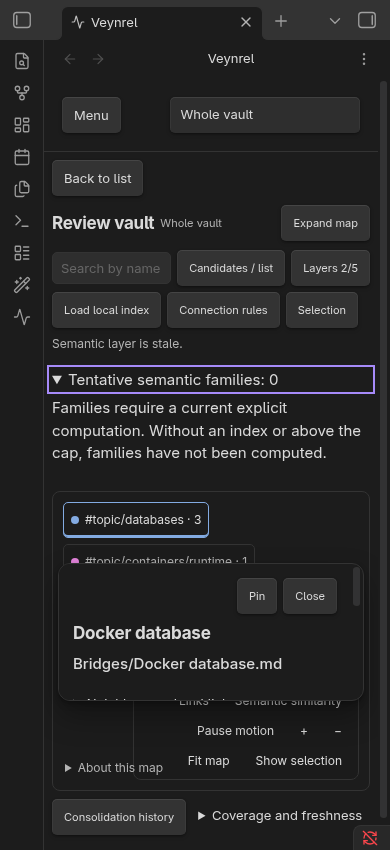 Veynrel
Veynrel
Menu
Whole vault
Back to list
Review vault Whole vault
Expand map
Search by name
Candidates / list
Layers 2/5
Load local index
Connection rules
Selection
Semantic layer is stale.
▼ Tentative semantic families: 0
Families require a current explicit
computation. Without an index or above the
cap, families have not been computed.
#topic/databases · 3
#topic/containers/runtime · 1
Pin
Close
Docker database
Bridges/Docker database.md
Semantic similarity
Pause motion
+
−
▶ About this map
Fit map
Show selection
Consolidation history
▶ Coverage and freshness